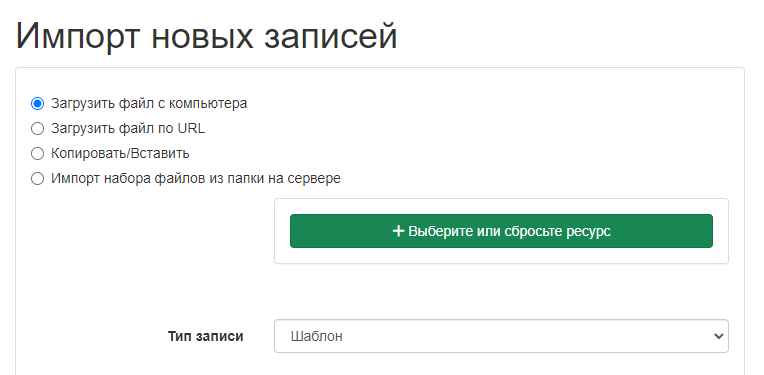 Импорт новых записей
Загрузить файл с компьютера
Загрузить файл по URL
Копировать/Вставить
Импорт набора файлов из папки на сервере
+ Выберите или сбросьте ресурс
Тип записи Шаблон